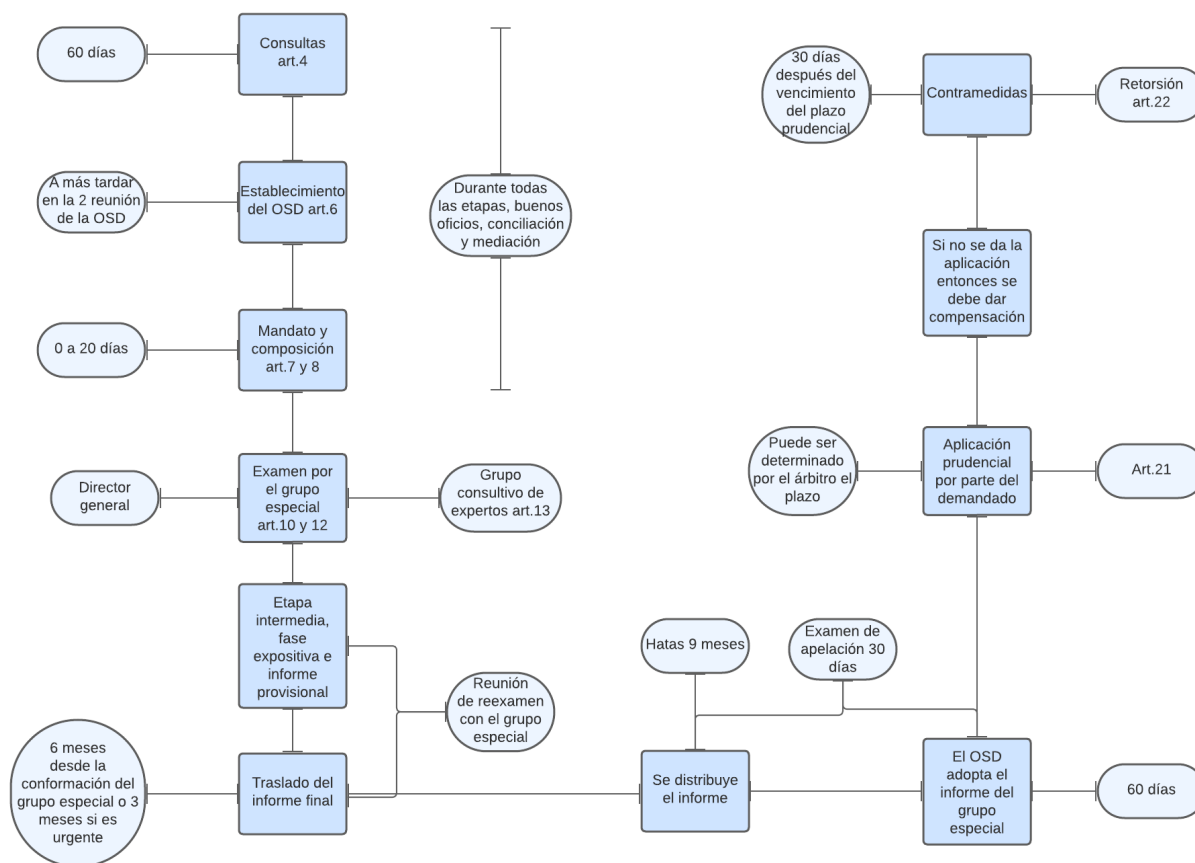 60 días
Consultas
art.4
A más tardar
en la 2 reunión
de la OSD
Establecimiento
del OSD art.6
Durante todas
las etapas, buenos
oficios, conciliación
y mediación
0 a 20 días
Mandato y
composición
art.7 y 8
Director
general
Examen por
el grupo
especial
art.10 y 12
Grupo
consultivo de
expertos art.13
Etapa
intermedia,
fase
expositiva e
informe
provisional
Reunión
de reexamen
con el grupo
especial
6 meses
desde la
conformación del
grupo especial o 3
meses si es
urgente
Traslado del
informe final
Hatas 9 meses
Examen de
apelación 30
días
Se distribuye
el informe
El OSD
adopta el
informe del
grupo
especial
60 días
Puede ser
determinado
por el árbitro el
plazo
Aplicación
prudencial
por parte del
demandado
Art.21
Si no se da la
aplicación
entonces se
debe dar
compensación
30 días
después del
vencimiento
del plazo
prudencial
Contramedidas
Retorsión
art.22